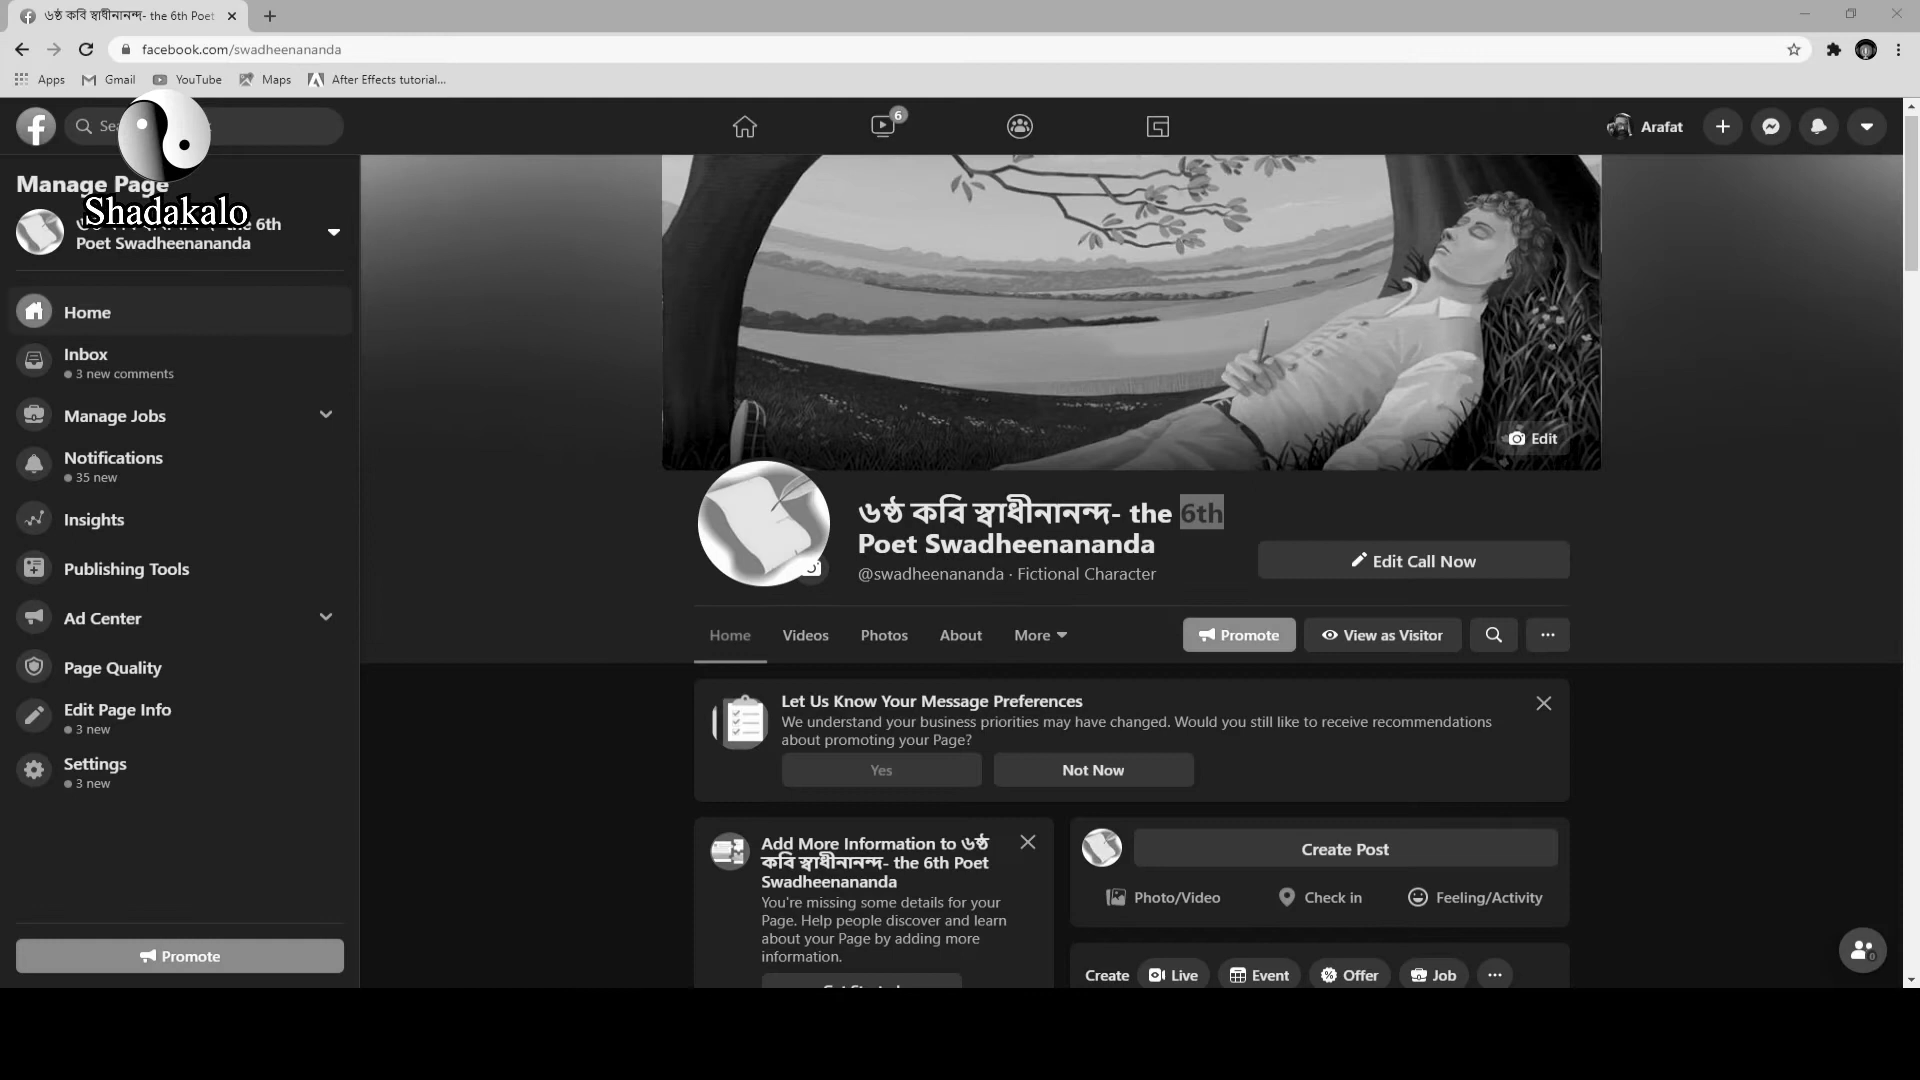 ৬ষ্ঠ কবি স্বাধীনানন্দ- the 6th Poet
facebook.com/swadheenananda
Apps
Gmail
YouTube
Maps
After Effects tutorial...
6
Arafat
Manage Page
Shadakalo
the 6th
Poet Swadheenananda
Home
Inbox
3 new comments
Manage Jobs
Notifications
35 new
Insights
Publishing Tools
Ad Center
Page Quality
Edit Page Info
3 new
Settings
3 new
Promote
Edit
৬ষ্ঠ কবি স্বাধীনানন্দ- the 6th
Poet Swadheenananda
@swadheenananda · Fictional Character
Edit Call Now
Home
Videos
Photos
About
More
Promote
View as Visitor
Let Us Know Your Message Preferences
We understand your business priorities may have changed. Would you still like to receive recommendations
about promoting your Page?
Yes
Not Now
Add More Information to ৬ষ্ঠ
কবি স্বাধীনানন্দ- the 6th Poet
Swadheenananda
You're missing some details for your
Page. Help people discover and learn
about your Page by adding more
information.
Create Post
Photo/Video
Check in
Feeling/Activity
Create
Live
Event
Offer
Job
0